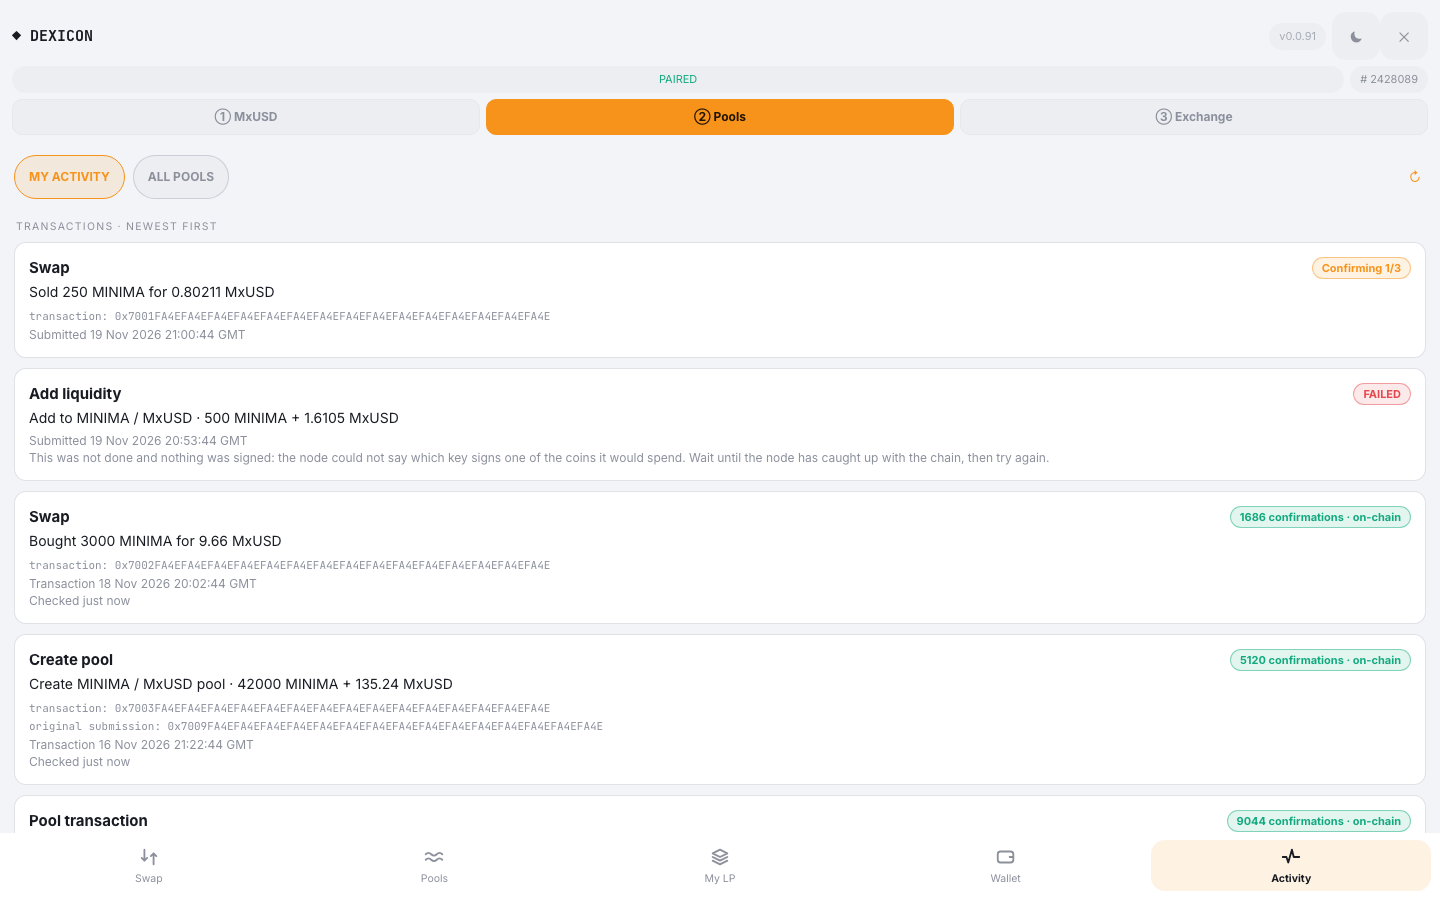 DEXICON
v0.0.91
PAIRED
# 2428089
1 MxUSD
2 Pools
3 Exchange
MY ACTIVITY
ALL POOLS
TRANSACTIONS · NEWEST FIRST
Swap
Confirming 1/3
Sold 250 MINIMA for 0.80211 MxUSD
transaction: 0x7001FA4EFA4EFA4EFA4EFA4EFA4EFA4EFA4EFA4EFA4EFA4EFA4EFA4EFA4EFA4E
Submitted 19 Nov 2026 21:00:44 GMT
Add liquidity
FAILED
Add to MINIMA / MxUSD · 500 MINIMA + 1.6105 MxUSD
Submitted 19 Nov 2026 20:53:44 GMT
This was not done and nothing was signed: the node could not say which key signs one of the coins it would spend. Wait until the node has caught up with the chain, then try again.
Swap
1686 confirmations · on-chain
Bought 3000 MINIMA for 9.66 MxUSD
transaction: 0x7002FA4EFA4EFA4EFA4EFA4EFA4EFA4EFA4EFA4EFA4EFA4EFA4EFA4EFA4EFA4E
Transaction 18 Nov 2026 20:02:44 GMT
Checked just now
Create pool
5120 confirmations · on-chain
Create MINIMA / MxUSD pool · 42000 MINIMA + 135.24 MxUSD
transaction: 0x7003FA4EFA4EFA4EFA4EFA4EFA4EFA4EFA4EFA4EFA4EFA4EFA4EFA4EFA4EFA4E
original submission: 0x7009FA4EFA4EFA4EFA4EFA4EFA4EFA4EFA4EFA4EFA4EFA4EFA4EFA4EFA4EFA4E
Transaction 16 Nov 2026 21:22:44 GMT
Checked just now
Pool transaction
9044 confirmations · on-chain
Swap
Pools
My LP
Wallet
Activity